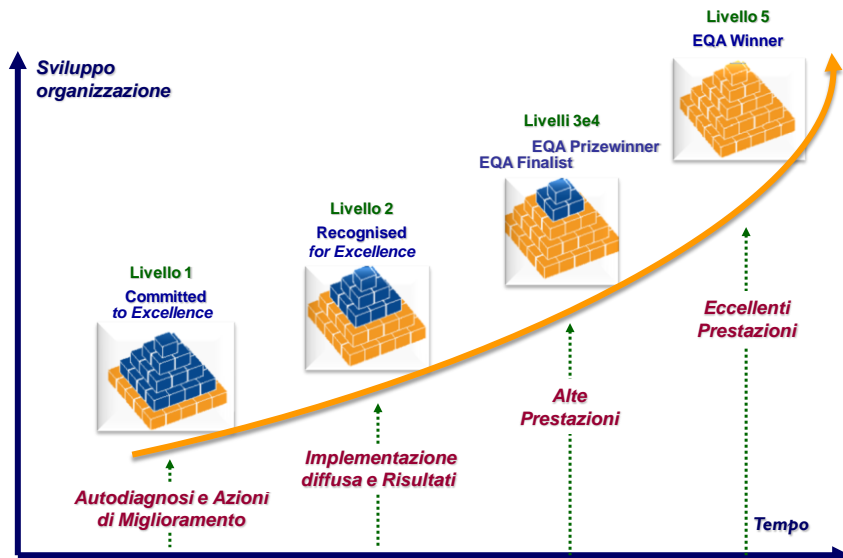 Livello 5
EQA Winner
Sviluppo
organizzazione
Livelli 3e4
EQA Prizewinner
EQA Finalist
Livello 2
Recognised
for Excellence
Livello 1
Committed
to Excellence
Eccellenti
Prestazioni
Alte
Prestazioni
Implementazione
diffusa e Risultati
Autodiagnosi e Azioni
di Miglioramento
Tempo